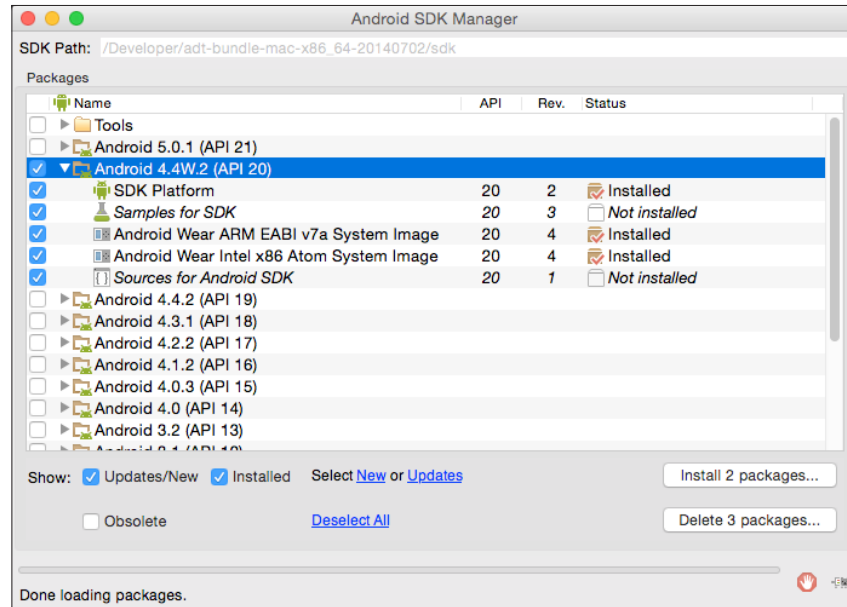 Android SDK Manager
SDK Path: /Developer/adt-bundle-mac-x86_64-20140702/sdk
Packages
Name API Rev. Status
Tools
Android 5.0.1 (API 21)
Android 4.4W.2 (API 20)
SDK Platform 20 2 Installed
Samples for SDK 20 3 Not installed
Android Wear ARM EABI v7a System Image 20 4 Installed
Android Wear Intel x86 Atom System Image 20 4 Installed
Sources for Android SDK 20 1 Not installed
Android 4.4.2 (API 19)
Android 4.3.1 (API 18)
Android 4.2.2 (API 17)
Android 4.1.2 (API 16)
Android 4.0.3 (API 15)
Android 4.0 (API 14)
Android 3.2 (API 13)
Show: Updates/New Installed Select New or Updates Install 2 packages...
Obsolete Deselect All Delete 3 packages...
Done loading packages.